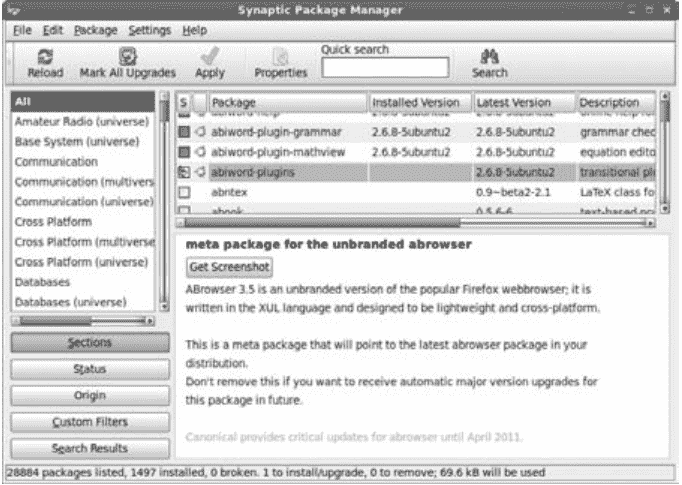 Synaptic Package Manager
File Edit Package Settings Help
Quick search
Reload Mark All Upgrades Apply Properties Search
All
Amateur Radio (universe)
Base System (universe)
Communication
Communication (multivers
Communication (universe)
Cross Platform
Cross Platform (multiverse
Cross Platform (universe)
Databases
Databases (universe)
Sections
Status
Origin
Custom Filters
Search Results
S Package Installed Version Latest Version Description
abiword-plugin-grammar 2.6.8-5ubuntu2 2.6.8-5ubuntu2 grammar chec
abiword-plugin-mathview 2.6.8-5ubuntu2 2.6.8-5ubuntu2 equation edito
abiword-plugins 2.6.8-5ubuntu2 transitional pl
abntex 0.9~beta2-2.1 LaTeX class fo
abook 0.5.6-6
meta package for the unbranded abrowser
Get Screenshot
ABrowser 3.5 is an unbranded version of the popular Firefox webbrowser; it is
written in the XUL language and designed to be lightweight and cross-platform.
This is a meta package that will point to the latest abrowser package in your
distribution.
Don't remove this if you want to receive automatic major version upgrades for
this package in future.
Canonical provides critical updates for abrowser until April 2011.
28884 packages listed, 1497 installed, 0 broken. 1 to install/upgrade, 0 to remove; 69.6 kB will be used